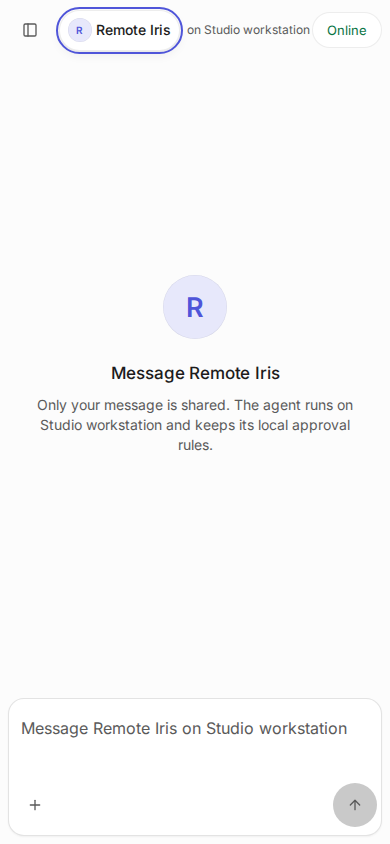 R Remote Iris on Studio workstation Online
R
Message Remote Iris
Only your message is shared. The agent runs on
Studio workstation and keeps its local approval
rules.
Message Remote Iris on Studio workstation